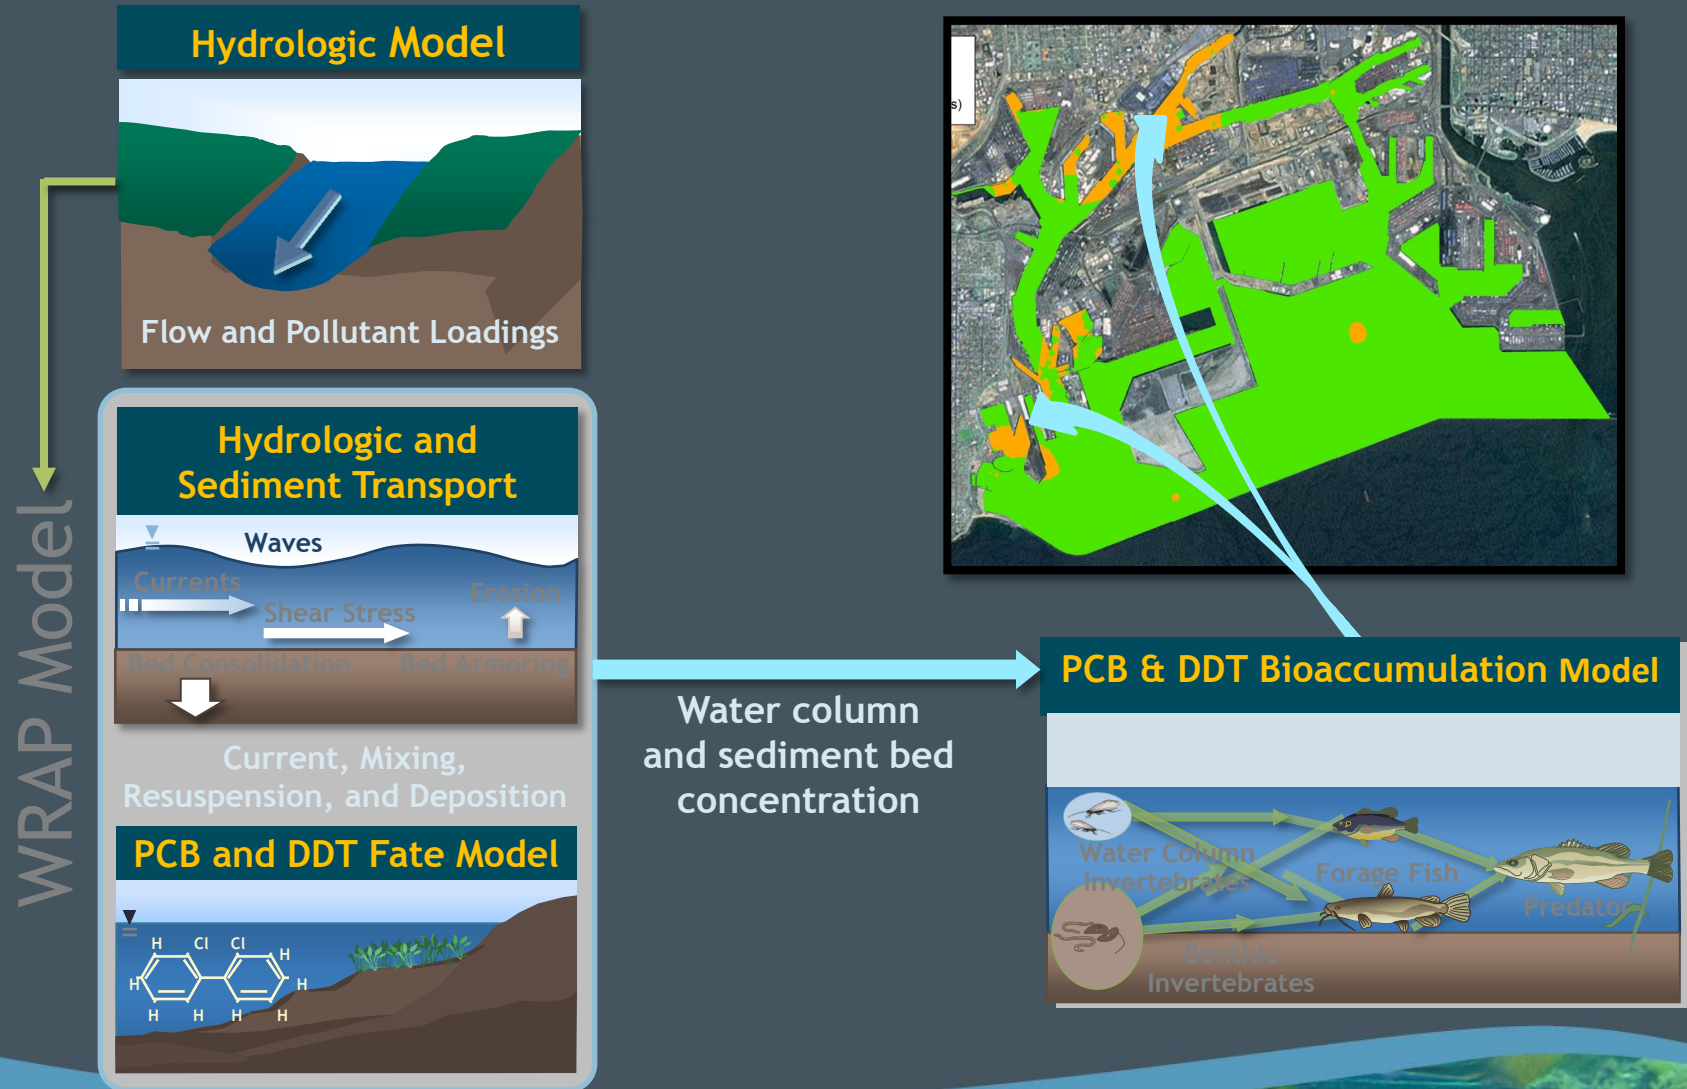 Hydrologic Model
Flow and Pollutant Loadings
WRAP Model
Hydrologic and
Sediment Transport
Waves
Currents
Erosion
Shear Stress
Bed Consolidation
Bed Armoring
Current, Mixing,
Resuspension, and Deposition
PCB and DDT Fate Model
H
Cl
Cl
H
H
H
H
H
H
H
Water column
and sediment bed
concentration
s)
PCB & DDT Bioaccumulation Model
Water Column
Invertebrates
Forage Fish
Predator
Benthic
Invertebrates